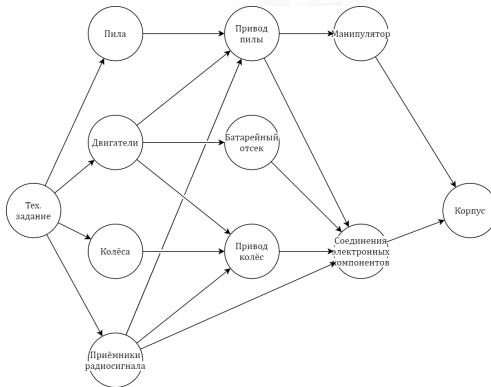 Пила
Привод
пилы
Манипулятор
Двигатели
Батарейный
отсек
Тех.
задание
Корпус
Колёса
Привод
колёс
Соединения
электронных
компонентов
Приёмники
радиосигнала